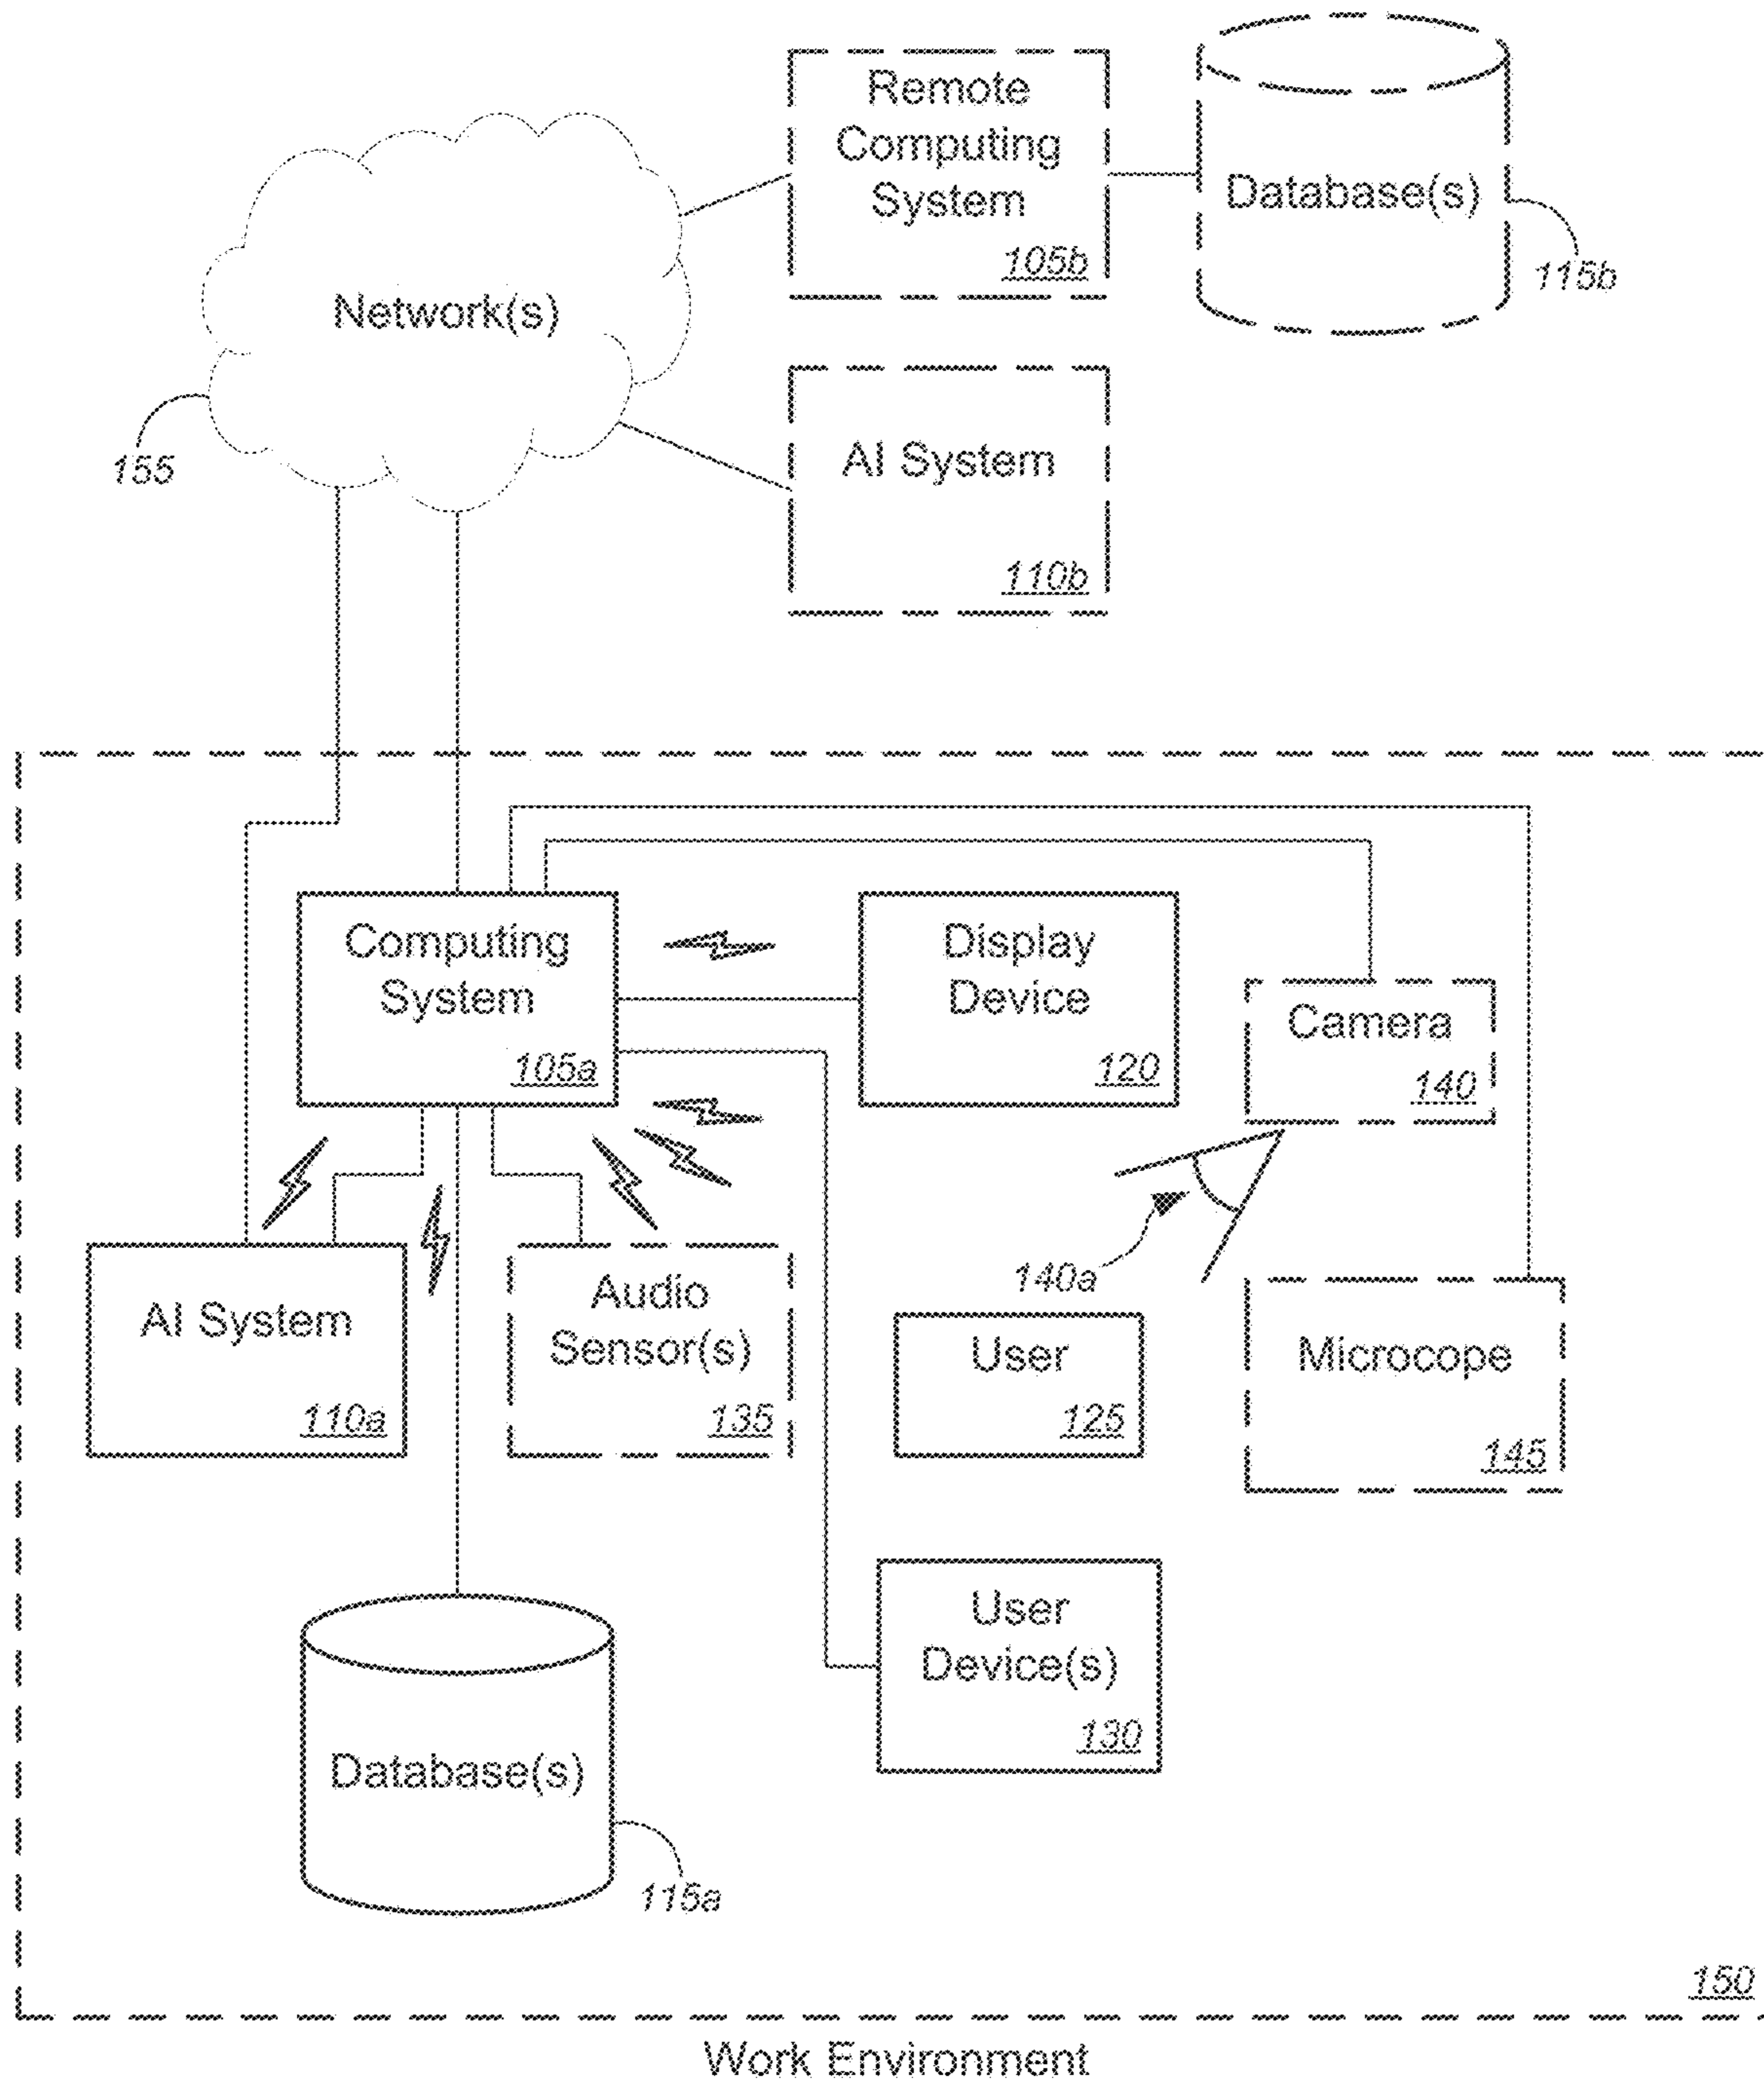 Remote
Computing
System
105b
Database(s)
115b
Network(s)
155
AI System
110b
Computing
System
105a
Display
Device
120
Camera
140
140a
AI System
110a
Audio
Sensor(s)
135
User
125
Microcope
145
User
Device(s)
130
Database(s)
115a
150
Work Environment